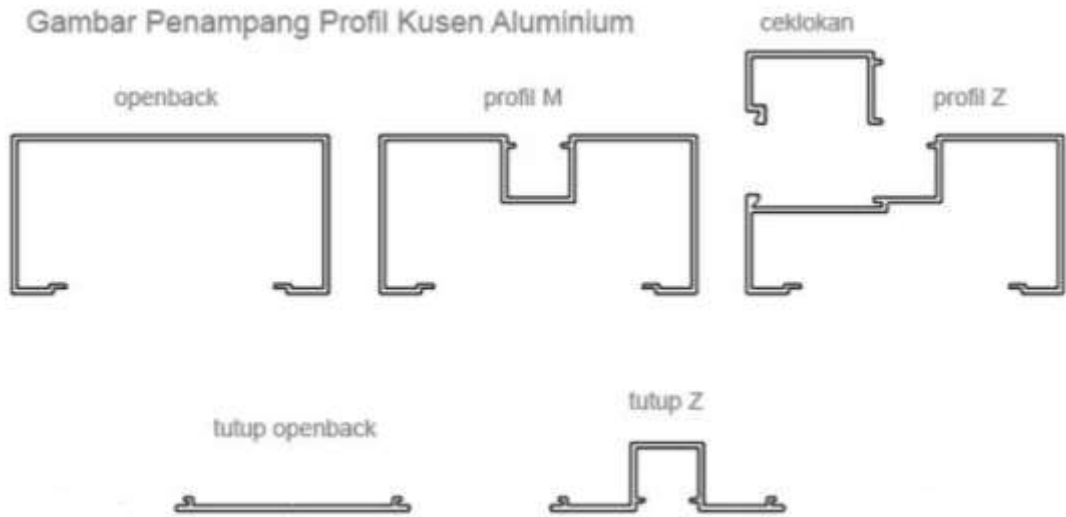 Gambar Penampang Profil Kusen Aluminium
ceklokan
openback
profil M
profil Z
tutup openback
tutup Z